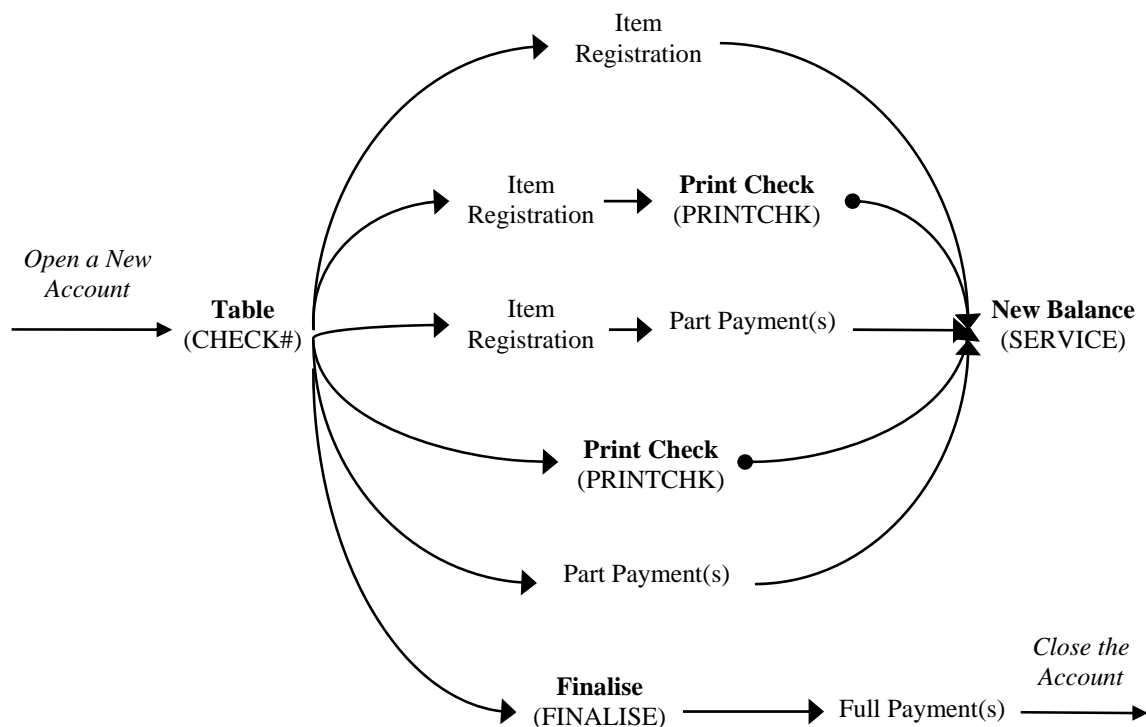 Item
Registration
Item
Registration
Print Check
(PRINTCHK)
Open a New
Account
Table
(CHECK#)
Item
Registration
Part Payment(s)
New Balance
(SERVICE)
Print Check
(PRINTCHK)
Part Payment(s)
Finalise
(FINALISE)
Full Payment(s)
Close the
Account